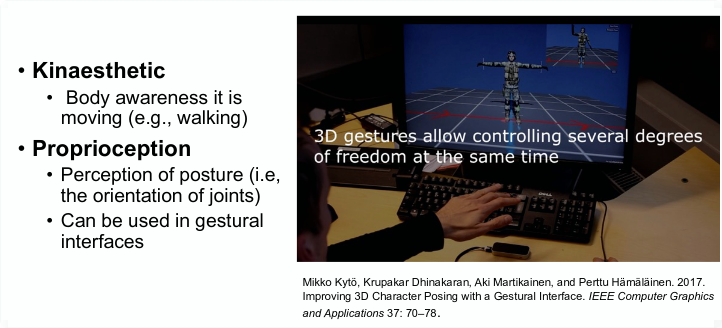 • Kinaesthetic
• Body awareness it is
moving (e.g., walking)
• Proprioception
• Perception of posture (i.e,
the orientation of joints)
• Can be used in gestural
interfaces
3D gestures allow controlling several degrees
of freedom at the same time
DELL
Mikko Kytö, Krupakar Dhinakaran, Aki Martikainen, and Perttu Hämäläinen. 2017.
Improving 3D Character Posing with a Gestural Interface. IEEE Computer Graphics
and Applications 37: 70–78.